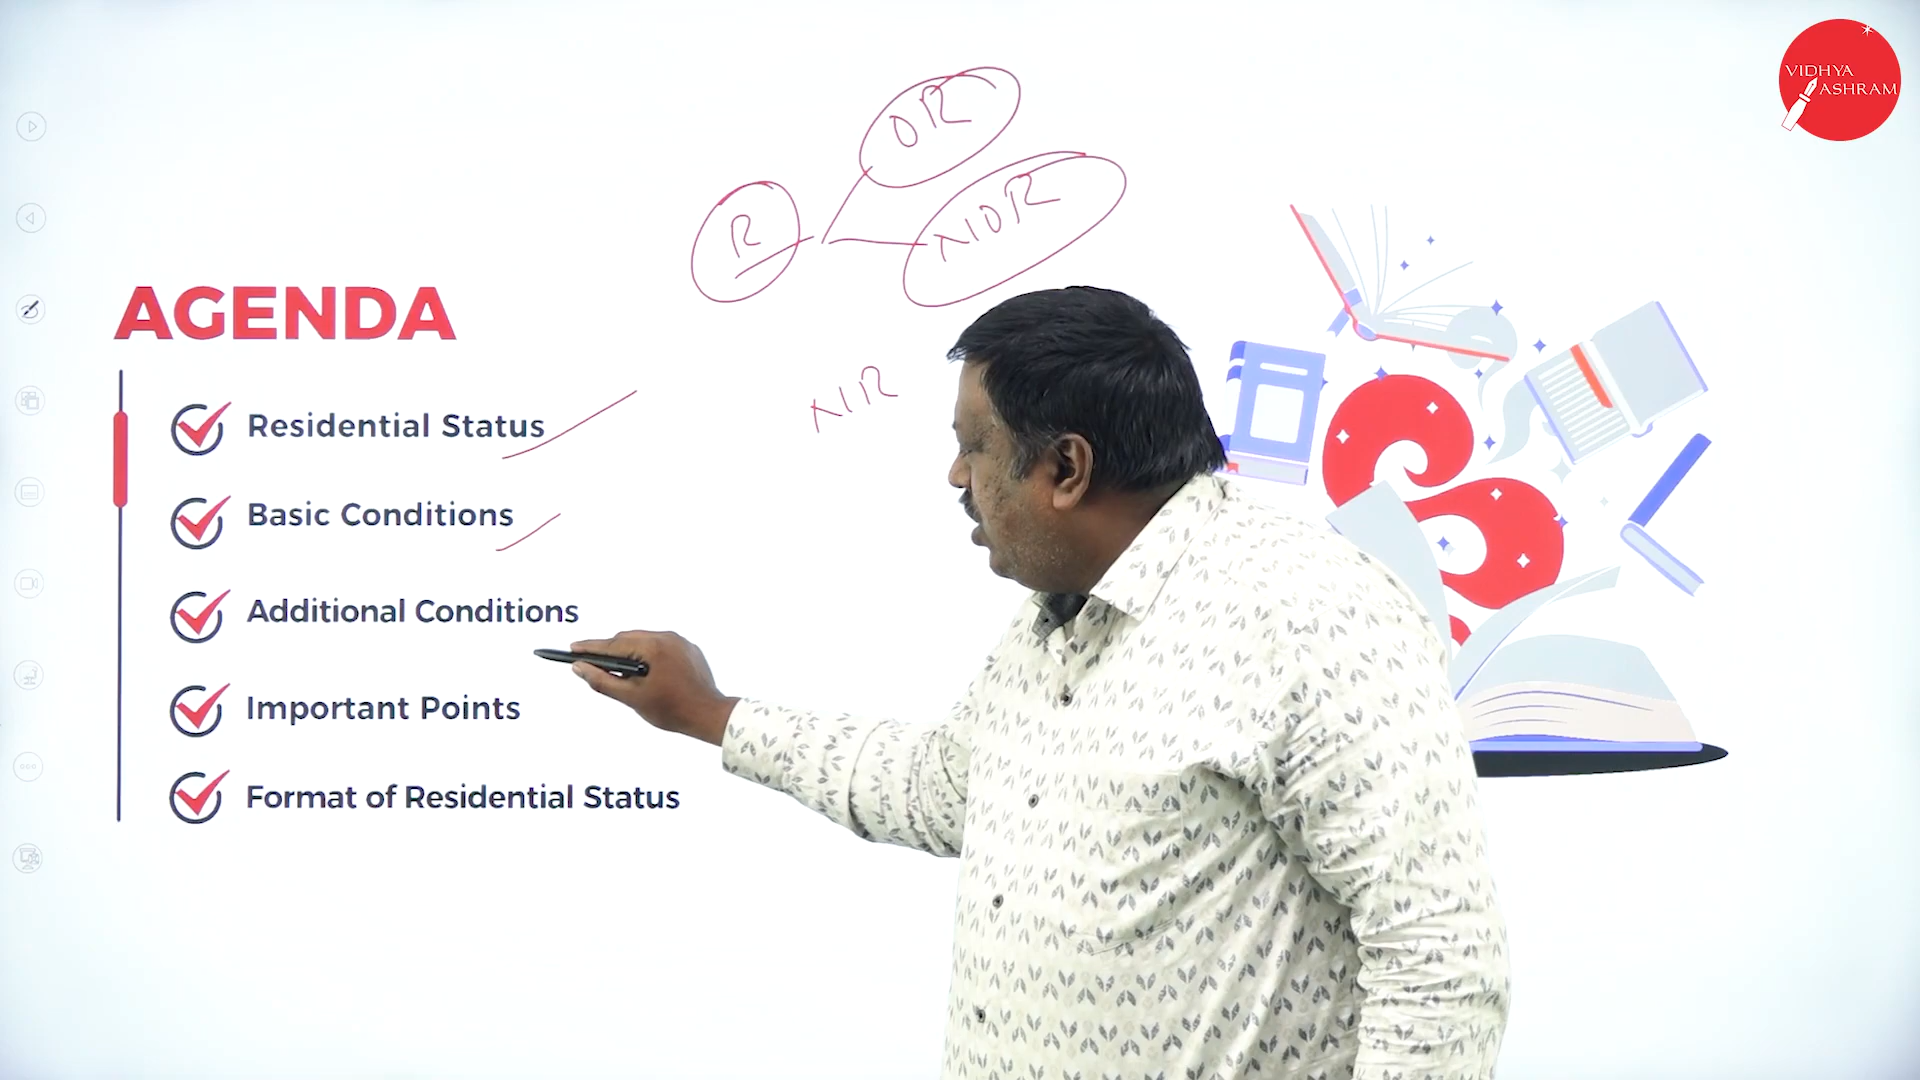 VIDHYA
ASHRAM
OR
R
NOR
NR
AGENDA
Residential Status
Basic Conditions
Additional Conditions
Important Points
Format of Residential Status